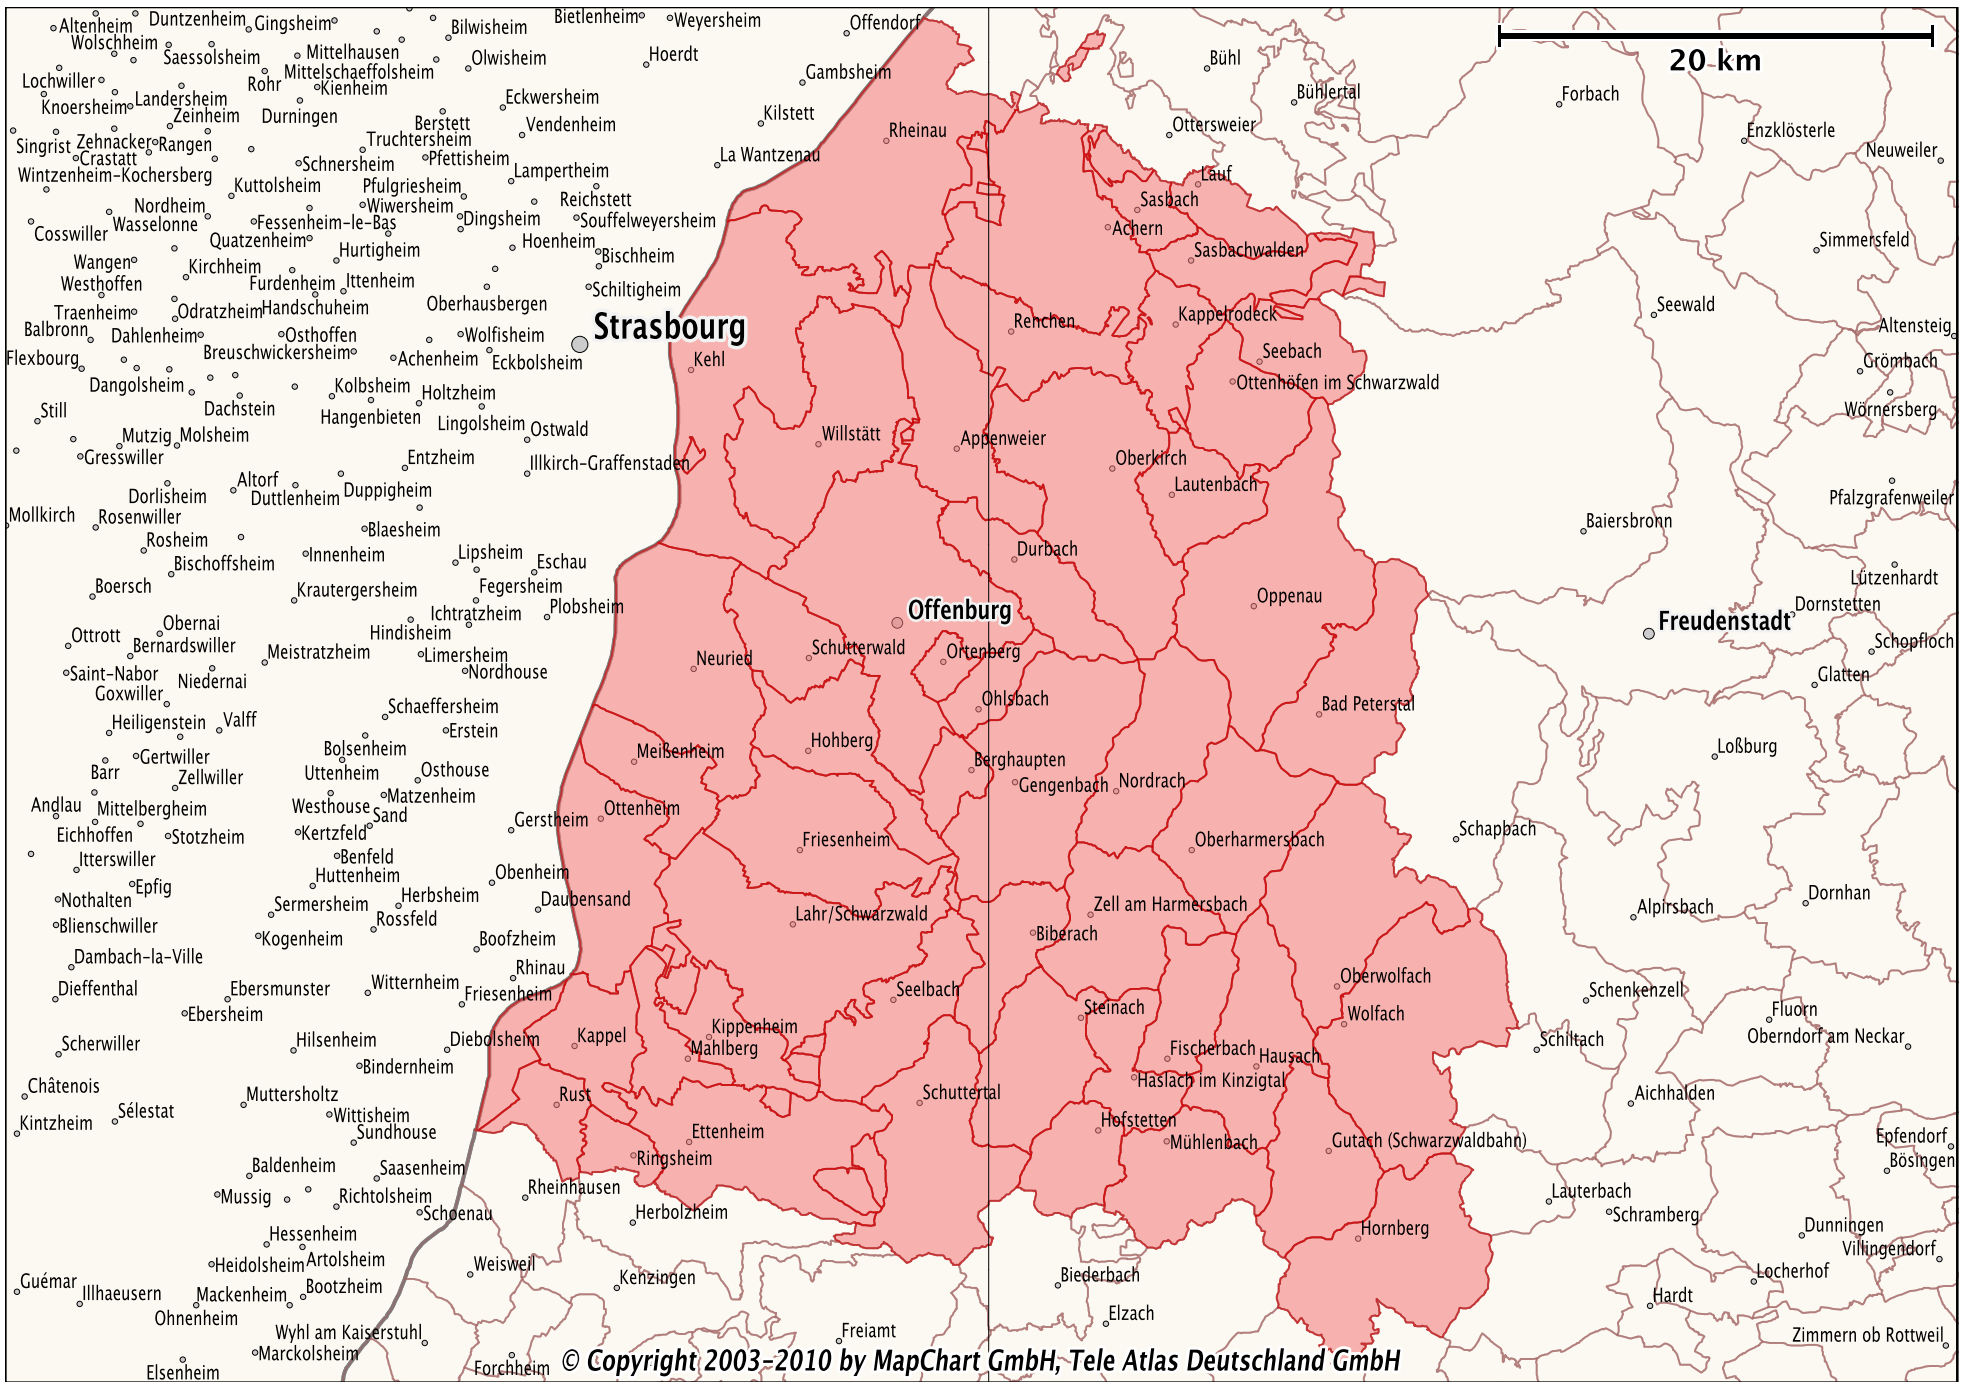 Altenheim
Duntzenheim
Gingsheim
Bilwisheim
Bietlenheim
Weyersheim
Offendorf
20 km
Wolschheim
Saessolsheim
Mittelhausen
Olwisheim
Hoerdt
Bühl
Lochwiller
Rohr
Mittelschaeffolsheim
Kienheim
Gambsheim
Bühlertal
Forbach
Knoersheim
Landersheim
Zeinheim
Durningen
Eckwersheim
Berstett
Vendenheim
Kilstett
Rheinau
Ottersweier
Enzklösterle
Singrist
Zehnacker
Rangen
Truchtersheim
Crastatt
Schnersheim
Pfettisheim
La Wantzenau
Neuweiler
Wintzenheim-Kochersberg
Kuttolsheim
Pfulgriesheim
Lampertheim
Lauf
Nordheim
Wiwersheim
Reichstett
Sasbach
Wasselonne
Fessenheim-le-Bas
Dingsheim
Souffelweyersheim
Achern
Cosswiller
Quatzenheim
Hurtigheim
Hoenheim
Bischheim
Sasbachwalden
Simmersfeld
Wangen
Kirchheim
Westhoffen
Furdenheim
Ittenheim
Schiltigheim
Traenheim
Odratzheim
Handschuheim
Oberhausbergen
Kappelrodeck
Seewald
Balbronn
Dahlenheim
Osthoffen
Wolfisheim
Strasbourg
Renchen
Altensteig
Flexbourg
Breuschwickersheim
Achenheim
Eckbolsheim
Kehl
Seebach
Grömbach
Dangolsheim
Kolbsheim
Holtzheim
Ottenhöfen im Schwarzwald
Still
Dachstein
Hangenbieten
Lingolsheim
Ostwald
Wörnersberg
Mutzig
Molsheim
Willstätt
Appenweier
Gresswiller
Entzheim
Illkirch-Graffenstaden
Oberkirch
Altorf
Lautenbach
Dorlisheim
Duttlenheim
Duppigheim
Pfalzgrafenweiler
Mollkirch
Rosenwiller
Blaesheim
Baiersbronn
Rosheim
Innenheim
Lipsheim
Eschau
Durbach
Bischoffsheim
Lützenhardt
Boersch
Krautergersheim
Fegersheim
Oppenau
Ichtratzheim
Plobsheim
Offenburg
Dornstetten
Freudenstadt
Obernai
Ottrott
Bernardswiller
Hindisheim
Meistratzheim
Limersheim
Neuried
Schutterwald
Ortenberg
Schopfloch
Saint-Nabor
Niedernai
Nordhouse
Glatten
Goxwiller
Schaeffersheim
Ohlsbach
Bad Peterstal
Heiligenstein
Valff
Erstein
Bolsenheim
Meißenheim
Hohberg
Loßburg
Gertwiller
Berghaupten
Barr
Zellwiller
Uttenheim
Osthouse
Gengenbach
Nordrach
Andlau
Mittelbergheim
Westhouse
Matzenheim
Ottenheim
Sand
Gerstheim
Eichhoffen
Stotzheim
Kertzfeld
Friesenheim
Oberharmersbach
Schapbach
Itterswiller
Benfeld
Huttenheim
Obenheim
Epfig
Nothalten
Herbsheim
Daubensand
Dornhan
Sermersheim
Lahr/Schwarzwald
Zell am Harmersbach
Alpirsbach
Blienschwiller
Rossfeld
Kogenheim
Boofzheim
Biberach
Dambach-la-Ville
Rhinau
Oberwolfach
Dieffenthal
Ebersmunster
Witternheim
Friesenheim
Seelbach
Schenkenzell
Ebersheim
Steinach
Wolfach
Fluorn
Scherwiller
Hilsenheim
Diebolsheim
Kappel
Kippenheim
Mahlberg
Fischerbach
Hausach
Schiltach
Oberndorf am Neckar
Bindernheim
Haslach im Kinzigtal
Châtenois
Muttersholtz
Rust
Schuttertal
Aichhalden
Kintzheim
Sélestat
Wittisheim
Sundhouse
Ettenheim
Hofstetten
Mühlenbach
Gutach (Schwarzwaldbahn)
Epfendorf
Baldenheim
Saasenheim
Ringsheim
Bösingen
Mussig
Richtolsheim
Schoenau
Rheinhausen
Herbolzheim
Lauterbach
Schramberg
Hessenheim
Hornberg
Dunningen
Heidolsheim
Artolsheim
Weisweil
Biederbach
Villingendorf
Guémar
Illhaeusern
Mackenheim
Bootzheim
Kenzingen
Locherhof
Hardt
Ohnenheim
Elzach
Wyhl am Kaiserstuhl
Freiamt
Zimmern ob Rottweil
Marckolsheim
Elsenheim
Forchheim
© Copyright 2003-2010 by MapChart GmbH, Tele Atlas Deutschland GmbH